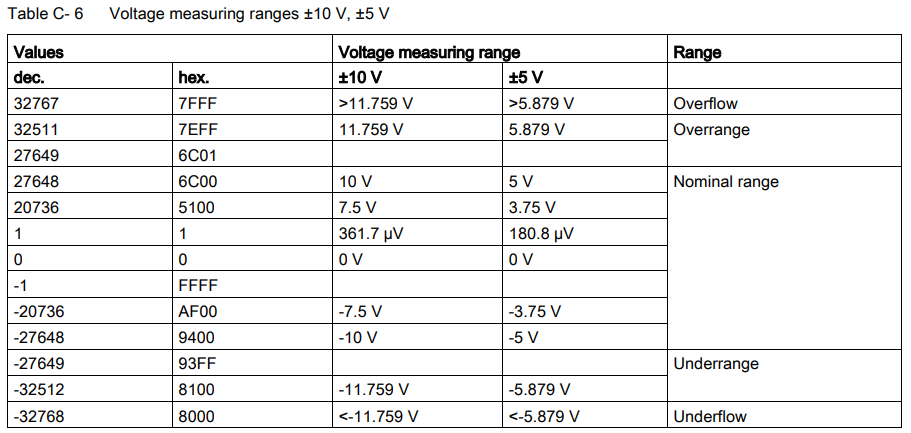 Table C- 6 Voltage measuring ranges ±10 V, ±5 V
Values Voltage measuring range Range
dec. hex. ±10 V ±5 V
32767 7FFF >11.759 V >5.879 V Overflow
32511 7EFF 11.759 V 5.879 V Overrange
27649 6C01
27648 6C00 10 V 5 V Nominal range
20736 5100 7.5 V 3.75 V
1 1 361.7 µV 180.8 µV
0 0 0 V 0 V
-1 FFFF
-20736 AF00 -7.5 V -3.75 V
-27648 9400 -10 V -5 V
-27649 93FF Underrange
-32512 8100 -11.759 V -5.879 V
-32768 8000 <-11.759 V <-5.879 V Underflow